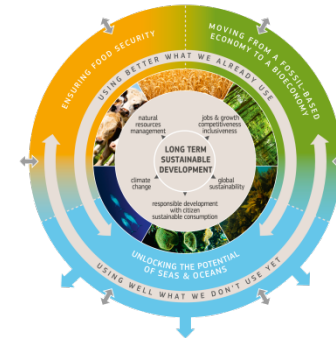 ENSURING FOOD SECURITY
MOVING FROM A FOSSIL-BASED
ECONOMY TO A BIOECONOMY
USING BETTER WHAT WE ALREADY USE
natural
resources
management
jobs & growth
competitiveness
inclusiveness
LONG TERM
SUSTAINABLE
DEVELOPMENT
climate
change
global
sustainability
responsible development
with citizen
sustainable consumption
UNLOCKING THE POTENTIAL
OF SEAS & OCEANS
USING WELL WHAT WE DON'T USE YET